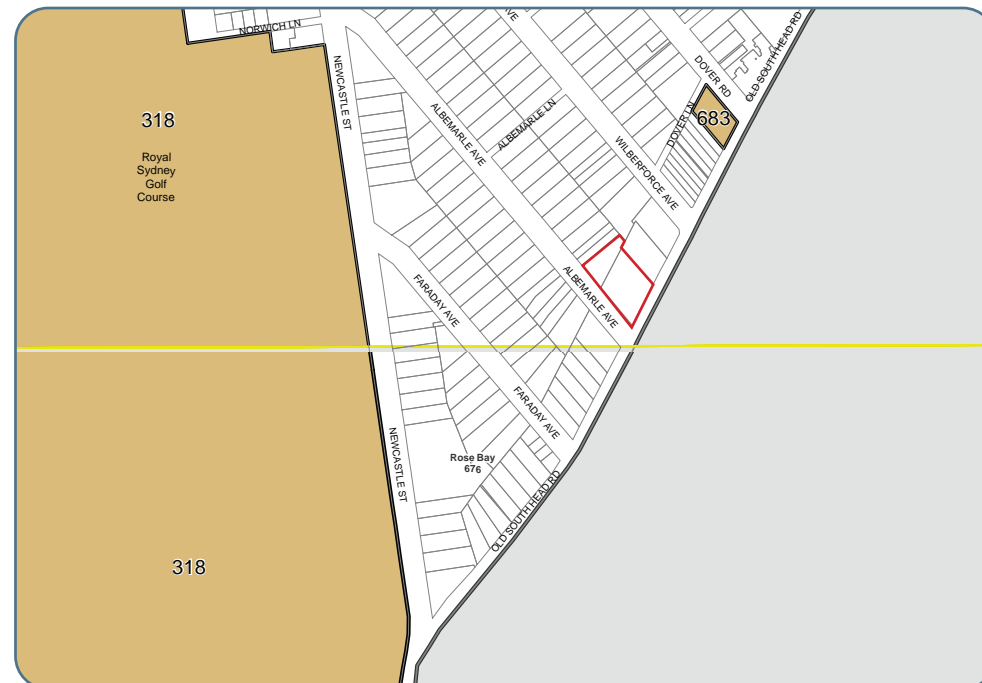 AVE
NORWICH LN
OLD SOUTH HEAD RD
DOVER RD
NEWCASTLE ST
318
Royal
Sydney
Golf
Course
ALBEMARLE AVE
ALBEMARLE LN
DOVER LN
683
WILBERFORCE AVE
ALBEMARLE AVE
FARADAY AVE
FARADAY AVE
NEWCASTLE ST
Rose Bay
676
OLD SOUTH HEAD RD
318